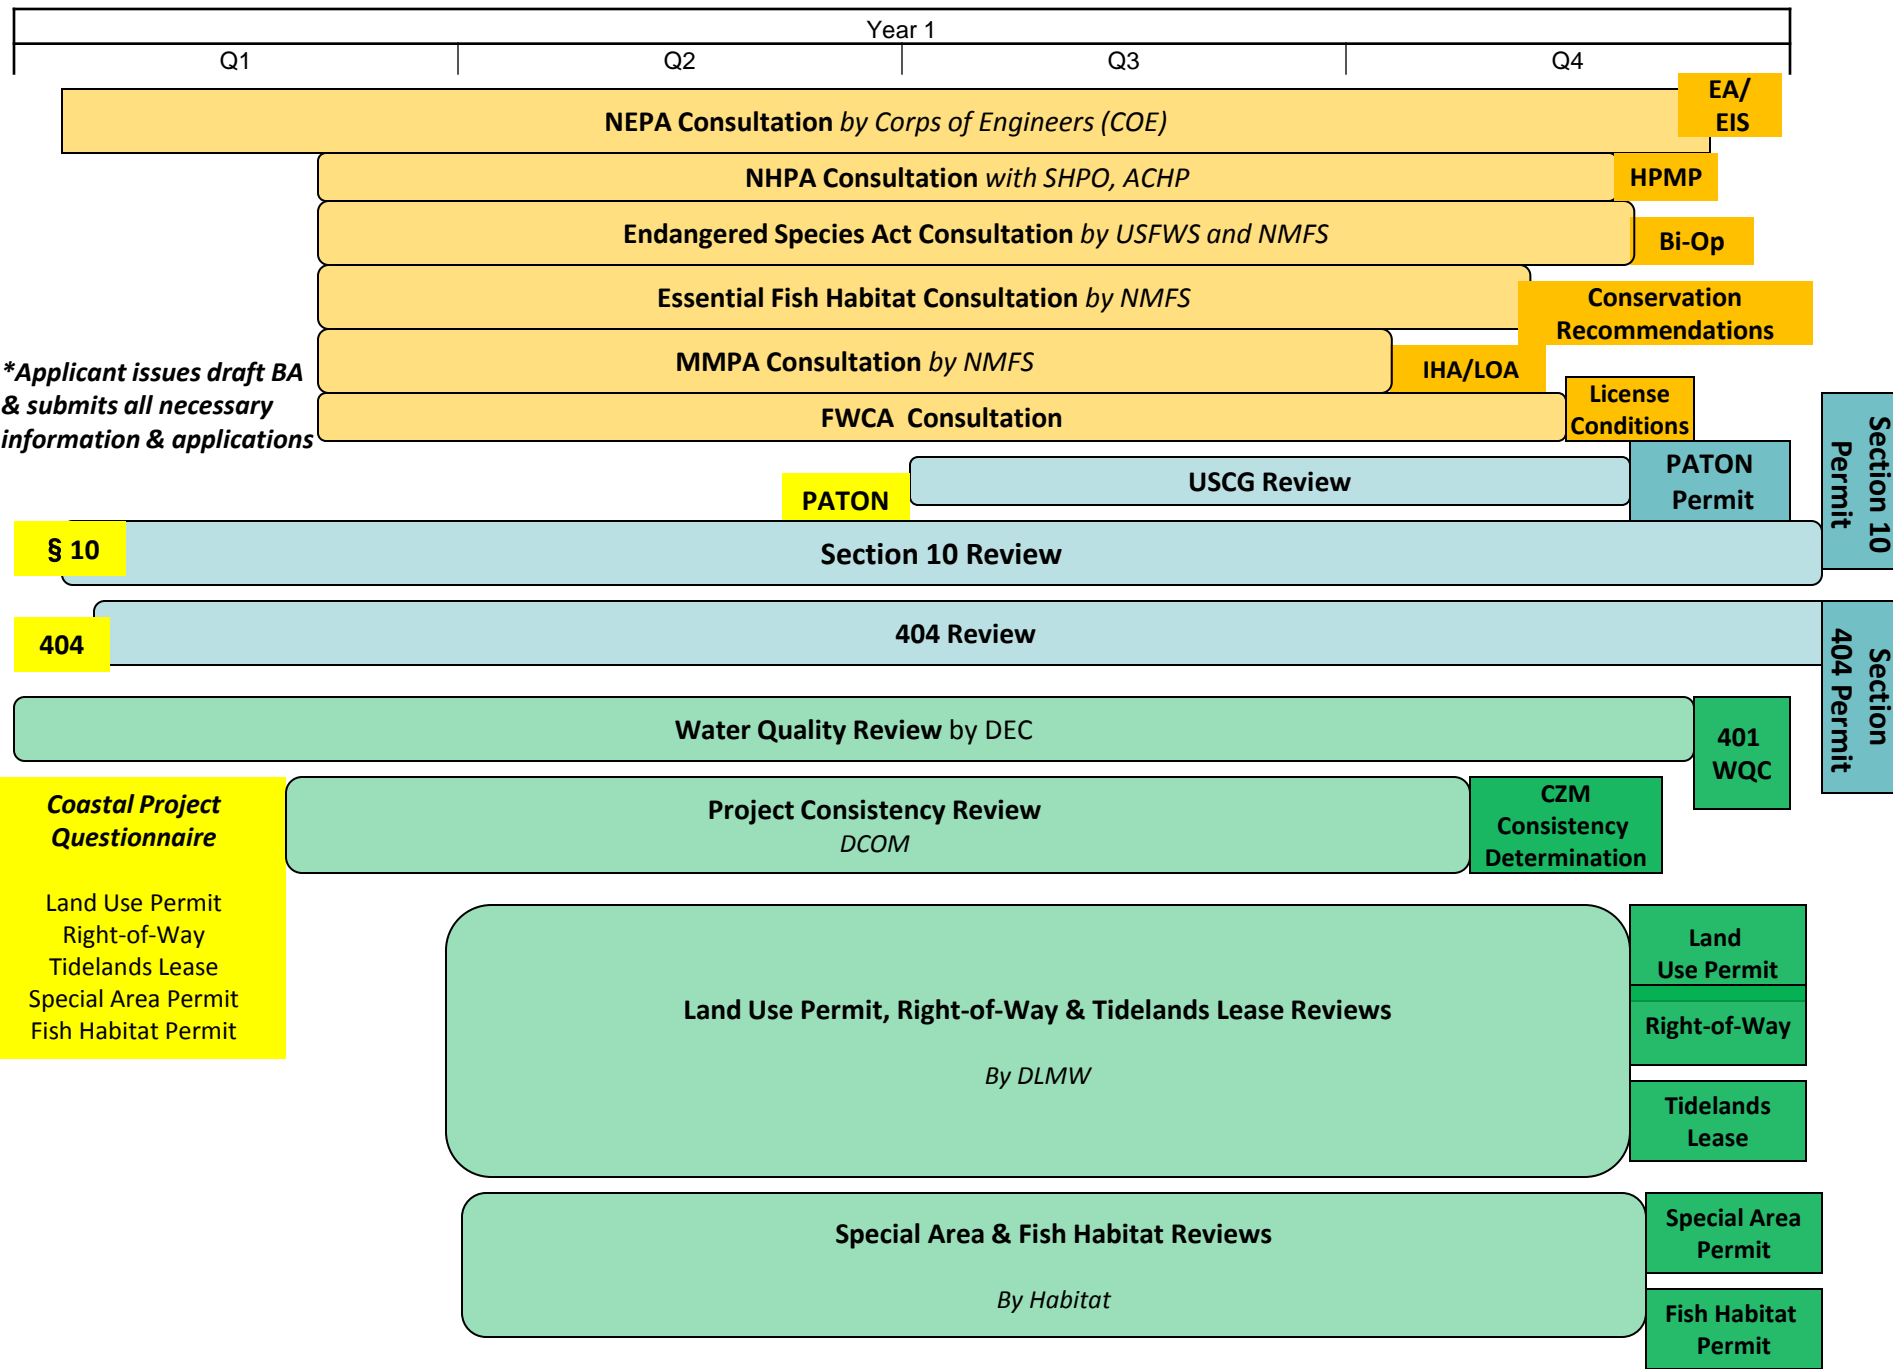 Year 1
Q1
Q2
Q3
Q4
NEPA Consultation by Corps of Engineers (COE)
EA/
EIS
NHPA Consultation with SHPO, ACHP
HPMP
Endangered Species Act Consultation by USFWS and NMFS
Bi-Op
Essential Fish Habitat Consultation by NMFS
Conservation
Recommendations
MMPA Consultation by NMFS
IHA/LOA
*Applicant issues draft BA
& submits all necessary
information & applications
FWCA Consultation
License
Conditions
PATON
USCG Review
PATON
Permit
Section 10
Permit
§ 10
Section 10 Review
404
404 Review
Section
404 Permit
Water Quality Review by DEC
401
WQC
Coastal Project
Questionnaire
Land Use Permit
Right-of-Way
Tidelands Lease
Special Area Permit
Fish Habitat Permit
Project Consistency Review
DCOM
CZM
Consistency
Determination
Land Use Permit, Right-of-Way & Tidelands Lease Reviews
By DLMW
Land
Use Permit
Right-of-Way
Tidelands
Lease
Special Area & Fish Habitat Reviews
By Habitat
Special Area
Permit
Fish Habitat
Permit